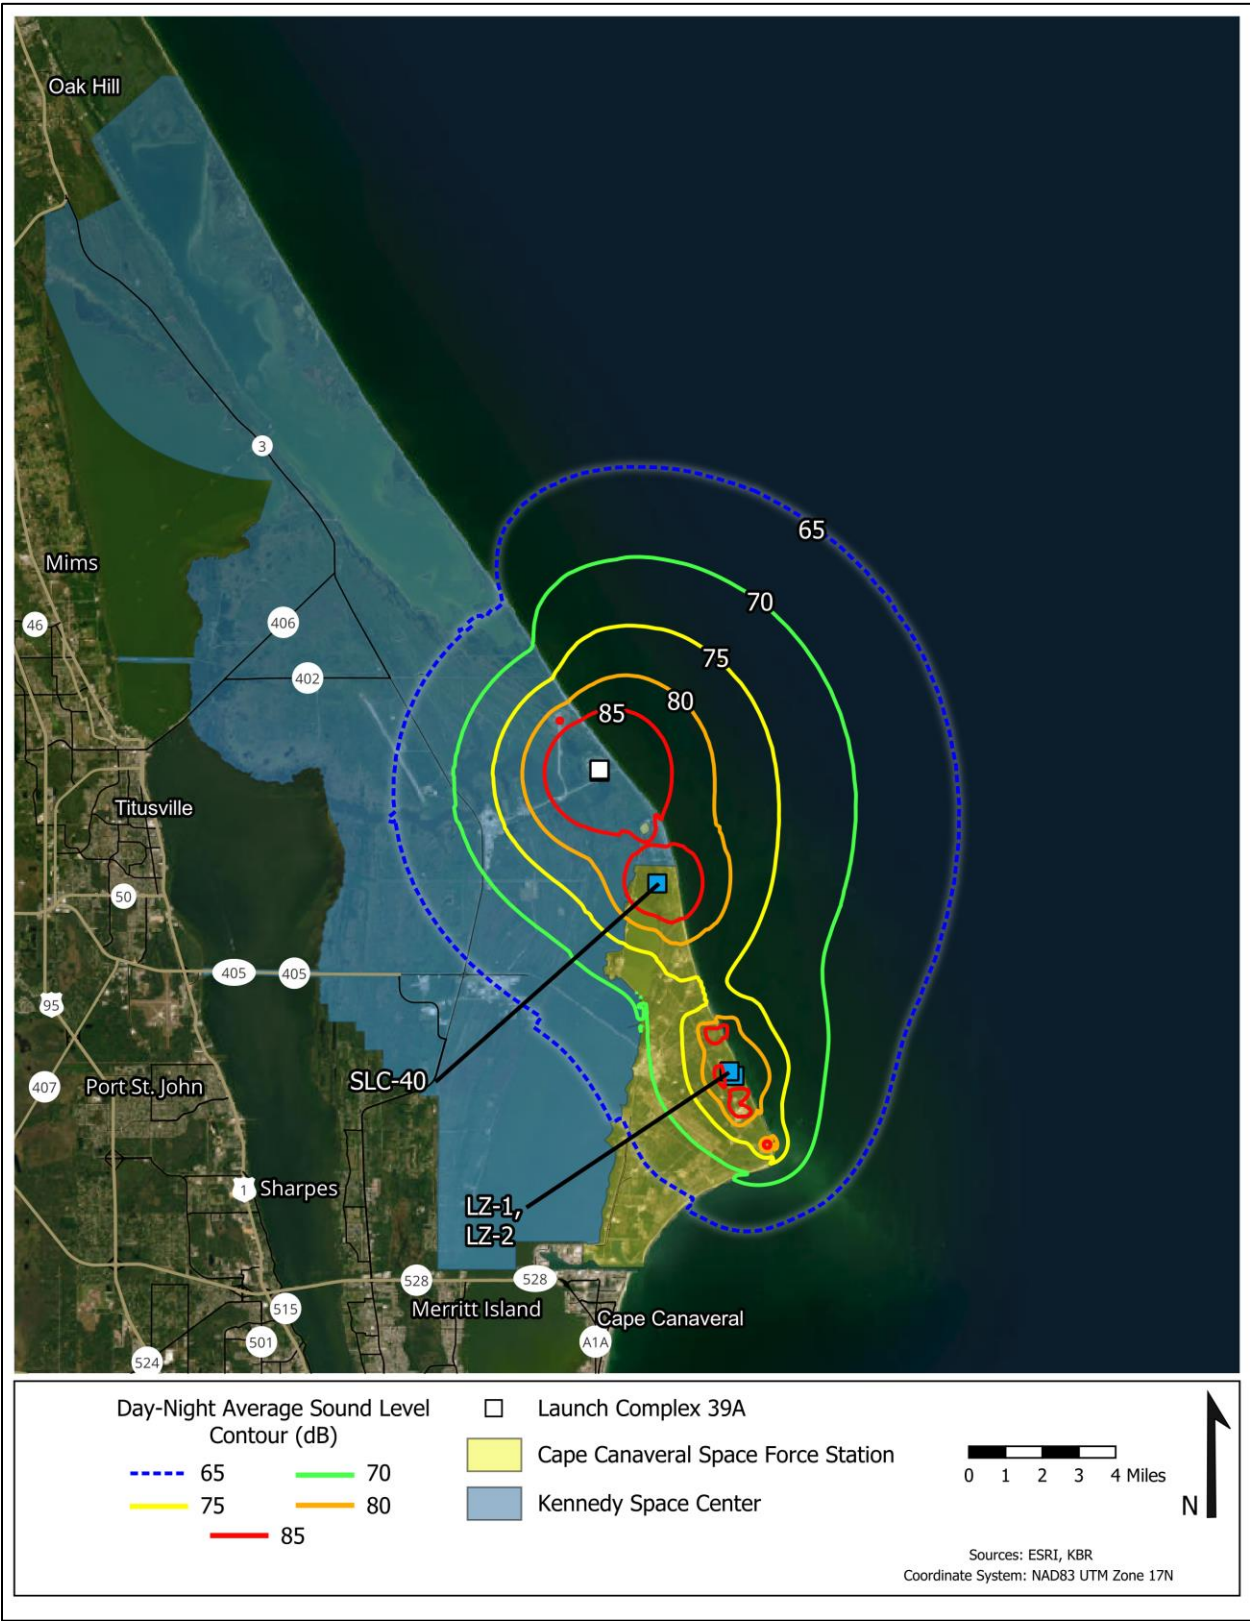 Oak Hill
3
65
Mims
70
406
46
75
402
80
85
Titusville
50
405
405
95
SLC-40
407
Port St. John
1
Sharpes
LZ-1,
LZ-2
528
528
Merritt Island
515
Cape Canaveral
501
A1A
524
Day-Night Average Sound Level
Contour (dB)
65
70
75
80
85
Launch Complex 39A
Cape Canaveral Space Force Station
Kennedy Space Center
0 1 2 3 4 Miles
N
Sources: ESRI, KBR
Coordinate System: NAD83 UTM Zone 17N